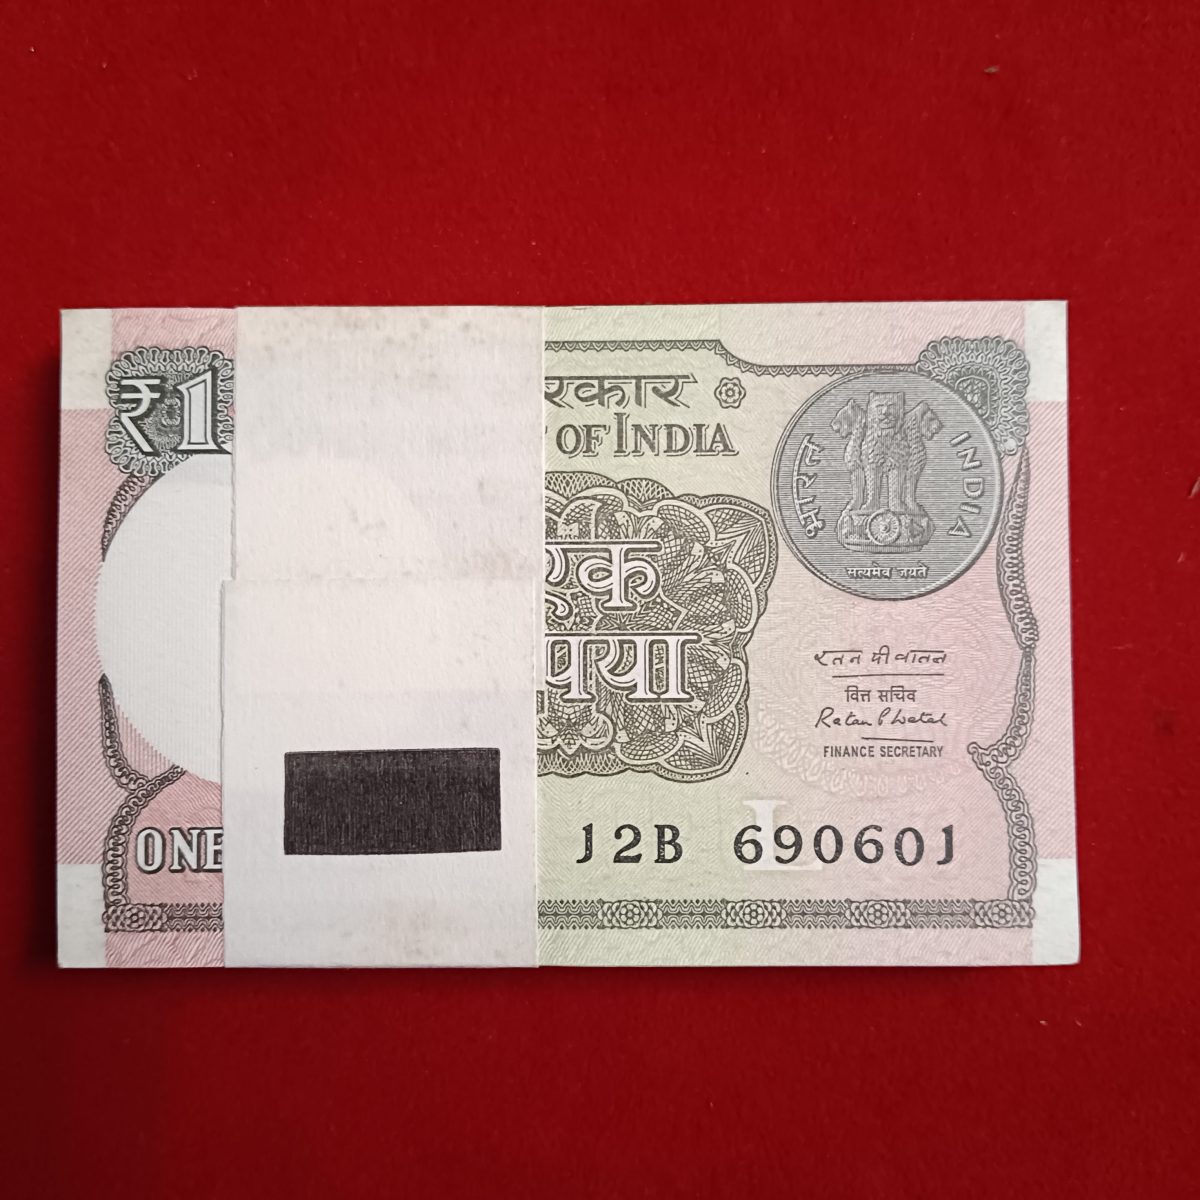 ₹1
रकार
OF INDIA
भारत
INDIA
सत्यमेव जयते
एक
पया
रतन पी वातल
वित्त सचिव
Ratan P Watal
FINANCE SECRETARY
L
ONE
12B 690601